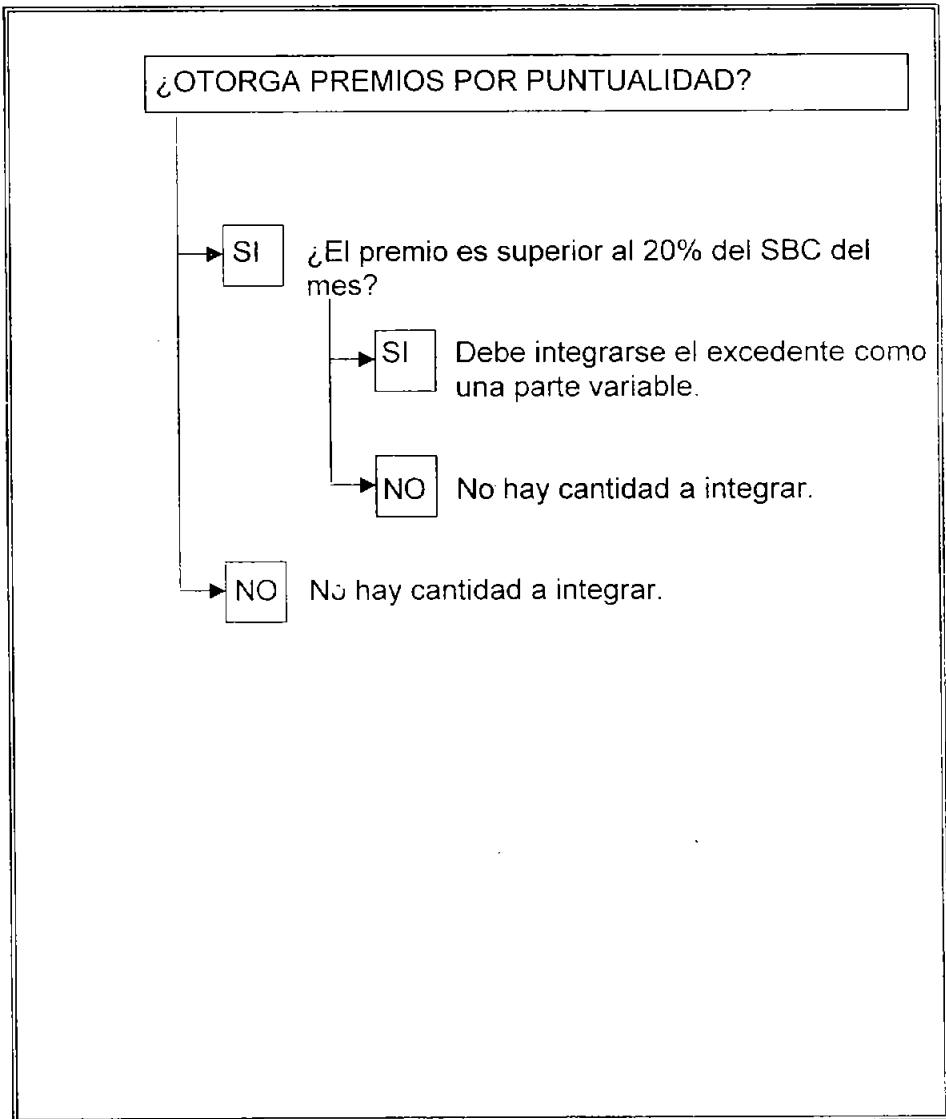 ¿OTORGA PREMIOS POR PUNTUALIDAD?
SI
¿El premio es superior al 20% del SBC del
mes?
SI
Debe integrarse el excedente como
una parte variable.
NO
No hay cantidad a integrar.
NO
No hay cantidad a integrar.